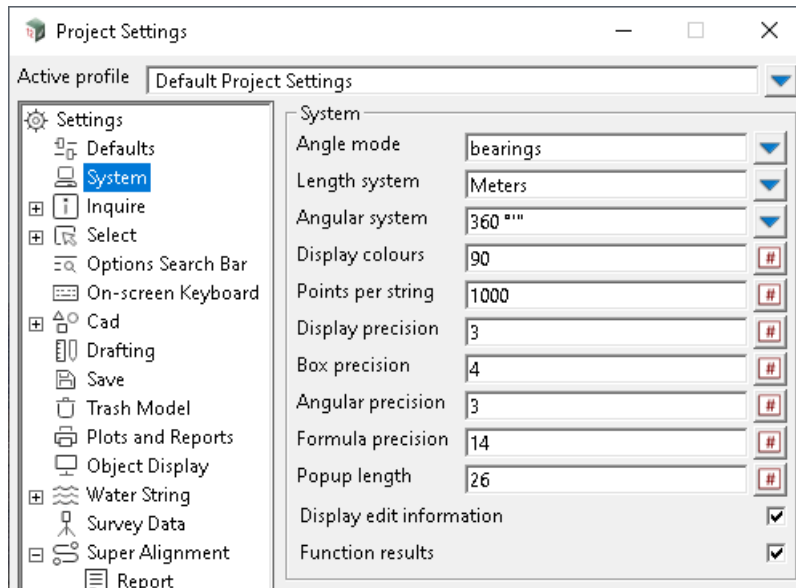 Project Settings
Active profile Default Project Settings
Settings
Defaults
System
Inquire
Select
Options Search Bar
On-screen Keyboard
Cad
Drafting
Save
Trash Model
Plots and Reports
Object Display
Water String
Survey Data
Super Alignment
Report
System
Angle mode bearings
Length system Meters
Angular system 360 °'"
Display colours 90
Points per string 1000
Display precision 3
Box precision 4
Angular precision 3
Formula precision 14
Popup length 26
Display edit information
Function results